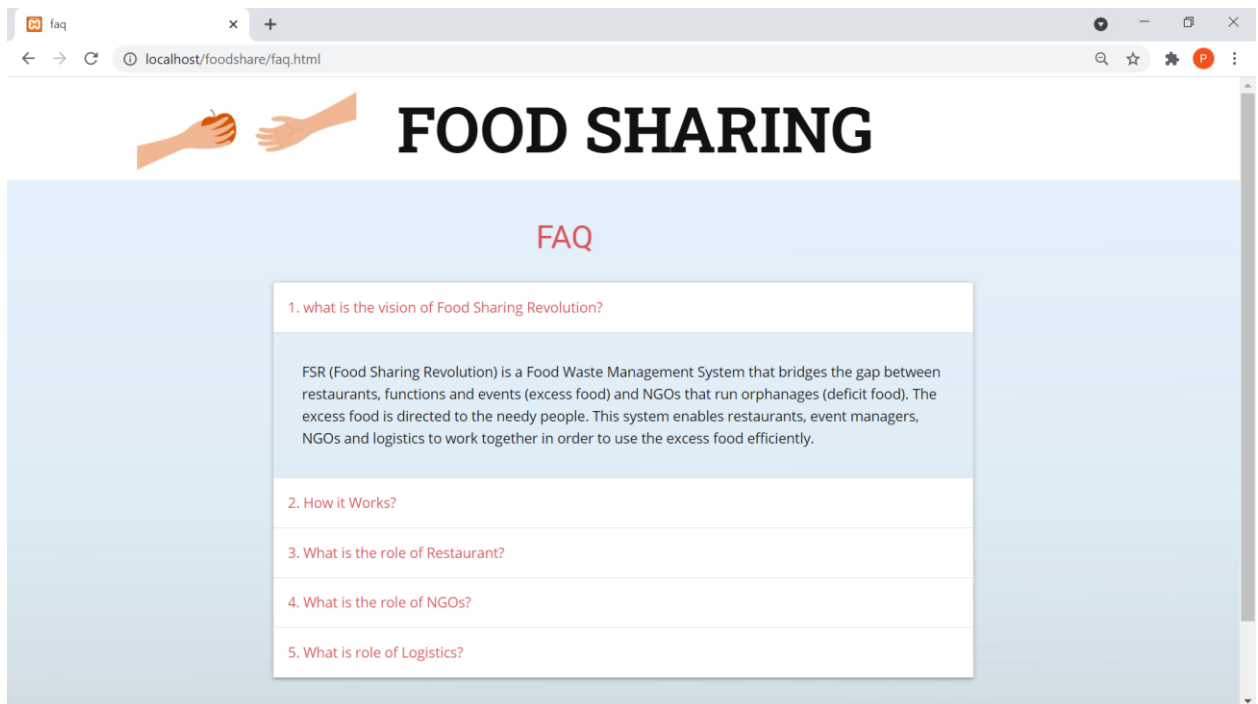 faq
localhost/foodshare/faq.html
P
FOOD SHARING
FAQ
1. what is the vision of Food Sharing Revolution?
FSR (Food Sharing Revolution) is a Food Waste Management System that bridges the gap between
restaurants, functions and events (excess food) and NGOs that run orphanages (deficit food). The
excess food is directed to the needy people. This system enables restaurants, event managers,
NGOs and logistics to work together in order to use the excess food efficiently.
2. How it Works?
3. What is the role of Restaurant?
4. What is the role of NGOs?
5. What is role of Logistics?